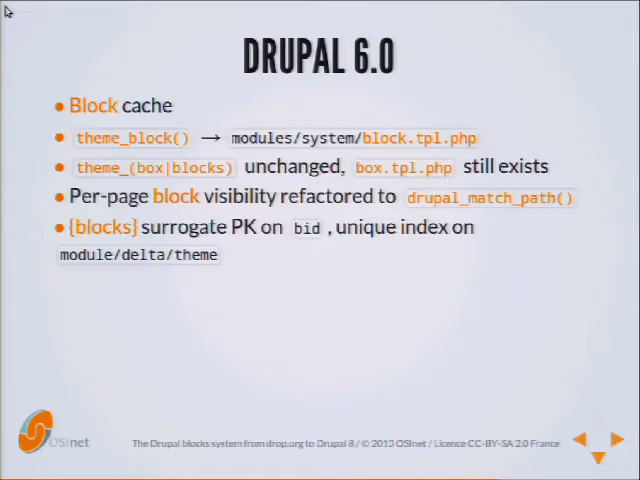 DRUPAL 6.0
Block cache
theme_block() → modules/system/block.tpl.php
theme_(box|blocks) unchanged, box.tpl.php still exists
Per-page block visibility refactored to drupal_match_path()
{blocks} surrogate PK on bid , unique index on
module/delta/theme
OSInet
The Drupal blocks system from drop.org to Drupal 8 / © 2013 OSInet / Licence CC-BY-SA 2.0 France